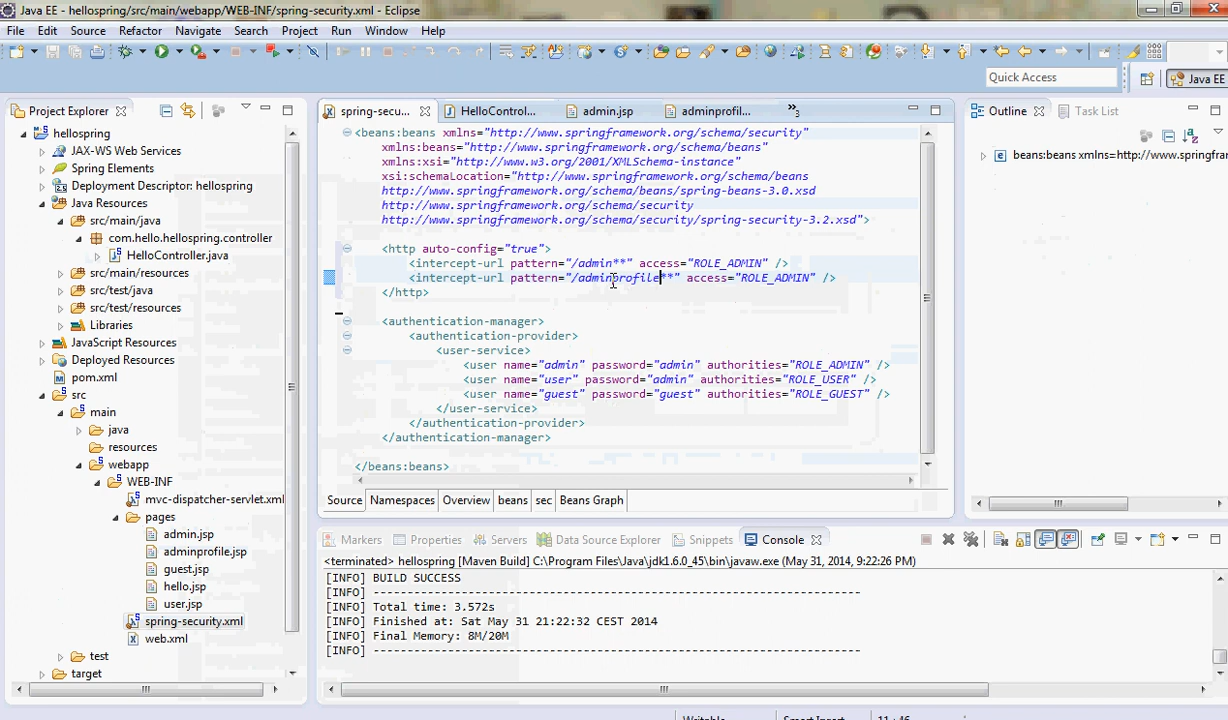 Java EE - hellospring/src/main/webapp/WEB-INF/spring-security.xml - Eclipse
File Edit Source Refactor Navigate Search Project Run Window Help
Quick Access
Java EE
Project Explorer
hellospring
JAX-WS Web Services
Spring Elements
Deployment Descriptor: hellospring
Java Resources
src/main/java
com.hello.hellospring.controller
HelloController.java
src/main/resources
src/test/java
src/test/resources
Libraries
JavaScript Resources
Deployed Resources
pom.xml
src
main
java
resources
webapp
WEB-INF
mvc-dispatcher-servlet.xml
pages
admin.jsp
adminprofile.jsp
guest.jsp
hello.jsp
user.jsp
spring-security.xml
web.xml
test
target
spring-secu... HelloControl... admin.jsp adminprofil... »3
<beans:beans xmlns="http://www.springframework.org/schema/security"
xmlns:beans="http://www.springframework.org/schema/beans"
xmlns:xsi="http://www.w3.org/2001/XMLSchema-instance"
xsi:schemaLocation="http://www.springframework.org/schema/beans
http://www.springframework.org/schema/beans/spring-beans-3.0.xsd
http://www.springframework.org/schema/security
http://www.springframework.org/schema/security/spring-security-3.2.xsd">
<http auto-config="true">
<intercept-url pattern="/admin**" access="ROLE_ADMIN" />
<intercept-url pattern="/adminprofile**" access="ROLE_ADMIN" />
</http>
<authentication-manager>
<authentication-provider>
<user-service>
<user name="admin" password="admin" authorities="ROLE_ADMIN" />
<user name="user" password="admin" authorities="ROLE_USER" />
<user name="guest" password="guest" authorities="ROLE_GUEST" />
</user-service>
</authentication-provider>
</authentication-manager>
</beans:beans>
Source Namespaces Overview beans sec Beans Graph
Outline Task List
beans:beans xmlns=http://www.springfra
Markers Properties Servers Data Source Explorer Snippets Console
<terminated> hellospring [Maven Build] C:\Program Files\Java\jdk1.6.0_45\bin\javaw.exe (May 31, 2014, 9:22:26 PM)
[INFO] BUILD SUCCESS
[INFO] ------------------------------------------------------------------------
[INFO] Total time: 3.572s
[INFO] Finished at: Sat May 31 21:22:32 CEST 2014
[INFO] Final Memory: 8M/20M
[INFO] ------------------------------------------------------------------------
Writable Smart Insert 11 : 46